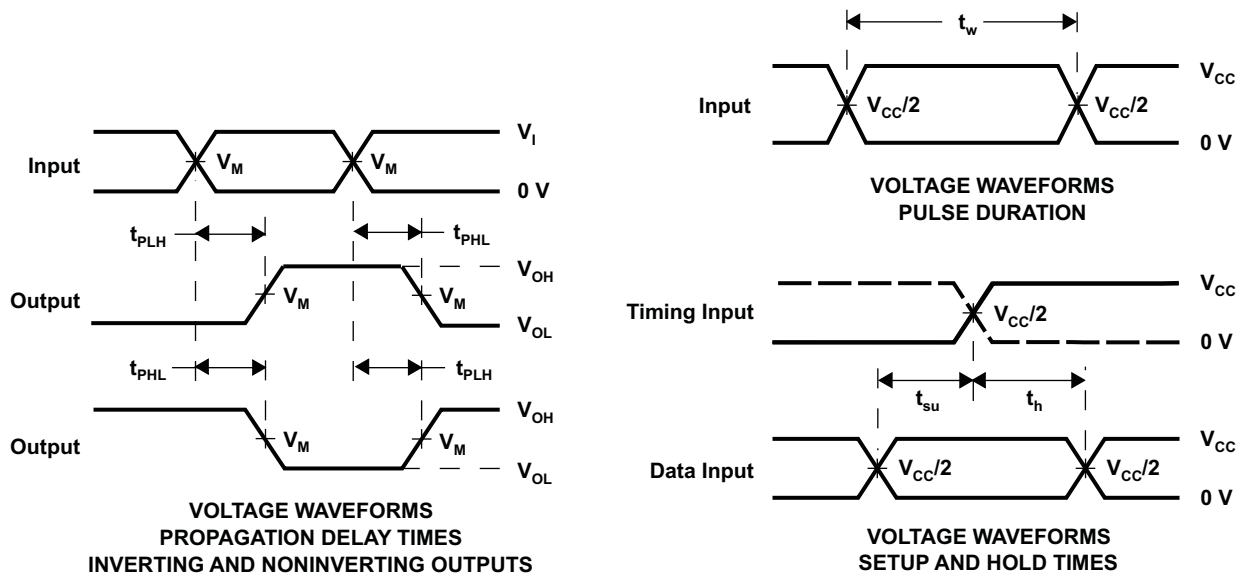 Input
V_M
V_M
V_I
0 V
t_PLH
t_PHL
Output
V_M
V_M
V_OH
V_OL
t_PHL
t_PLH
Output
V_M
V_M
V_OH
V_OL
VOLTAGE WAVEFORMS
PROPAGATION DELAY TIMES
INVERTING AND NONINVERTING OUTPUTS
t_w
Input
V_CC/2
V_CC/2
V_CC
0 V
VOLTAGE WAVEFORMS
PULSE DURATION
Timing Input
V_CC/2
V_CC
0 V
t_su
t_h
Data Input
V_CC/2
V_CC/2
V_CC
0 V
VOLTAGE WAVEFORMS
SETUP AND HOLD TIMES